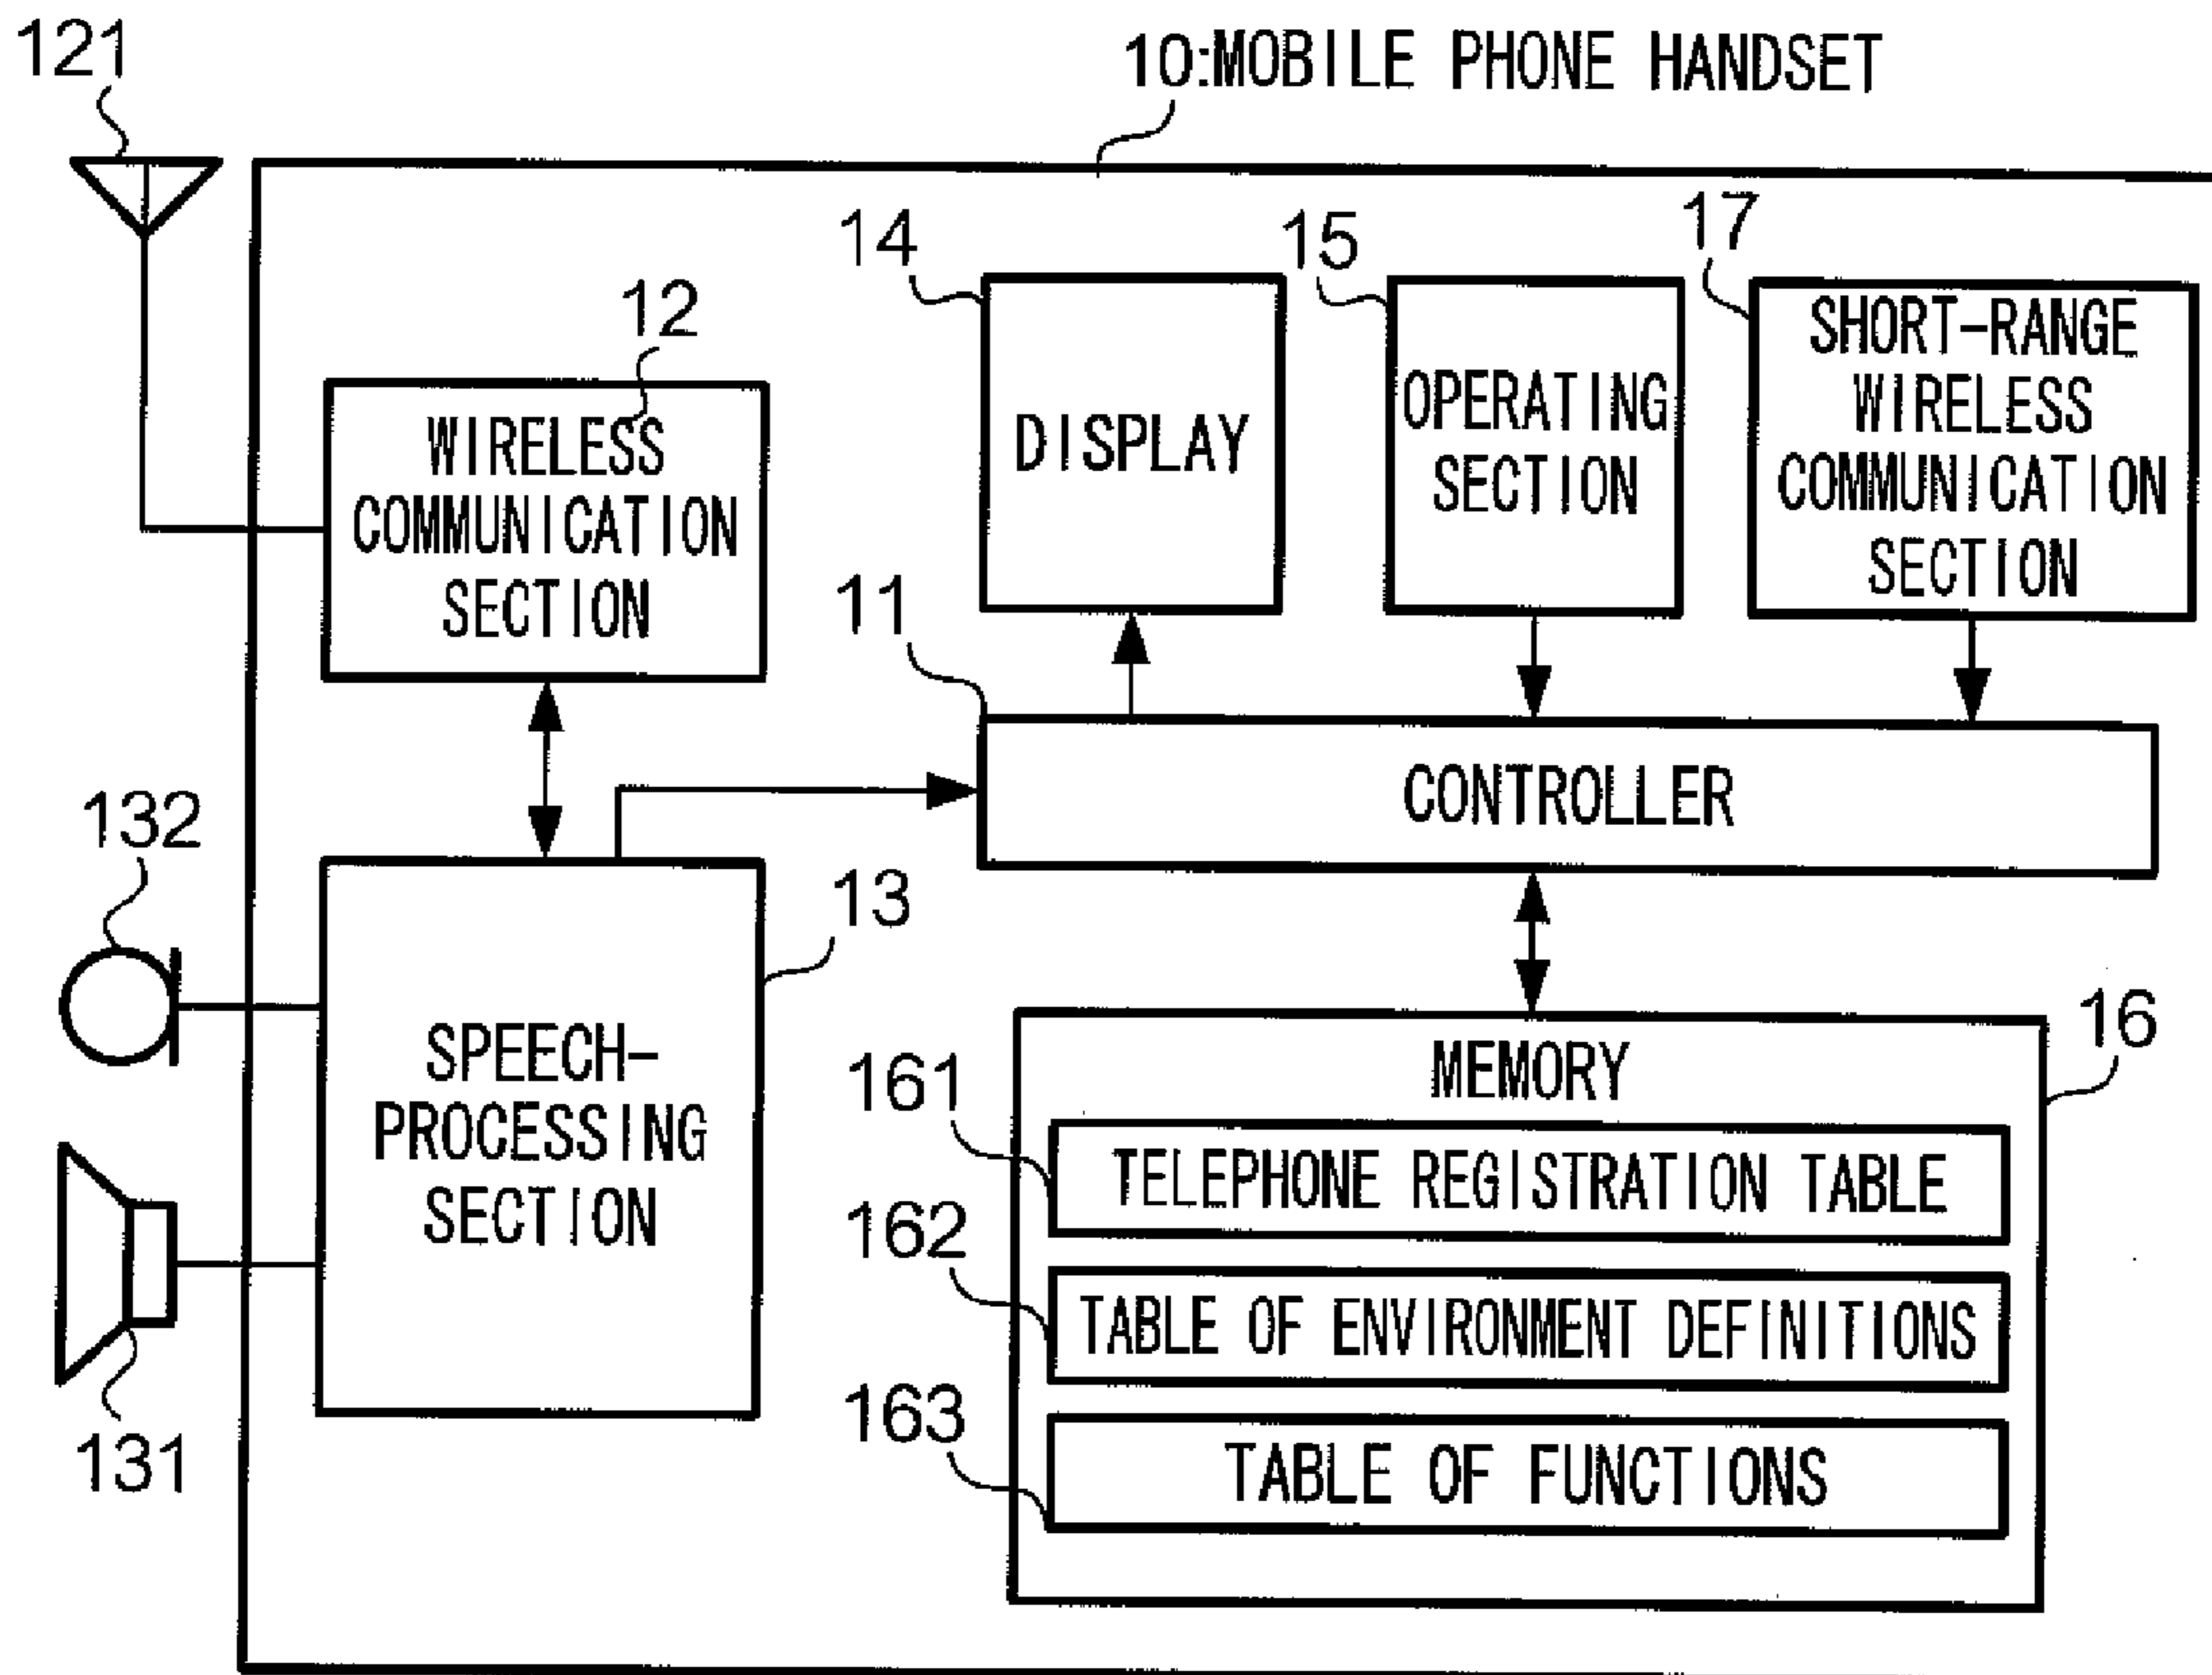 121
10:MOBILE PHONE HANDSET
14
15
17
12
WIRELESS
COMMUNICATION
SECTION
DISPLAY
OPERATING
SECTION
SHORT-RANGE
WIRELESS
COMMUNICATION
SECTION
11
CONTROLLER
132
13
SPEECH-
PROCESSING
SECTION
131
16
MEMORY
161
TELEPHONE REGISTRATION TABLE
162
TABLE OF ENVIRONMENT DEFINITIONS
163
TABLE OF FUNCTIONS